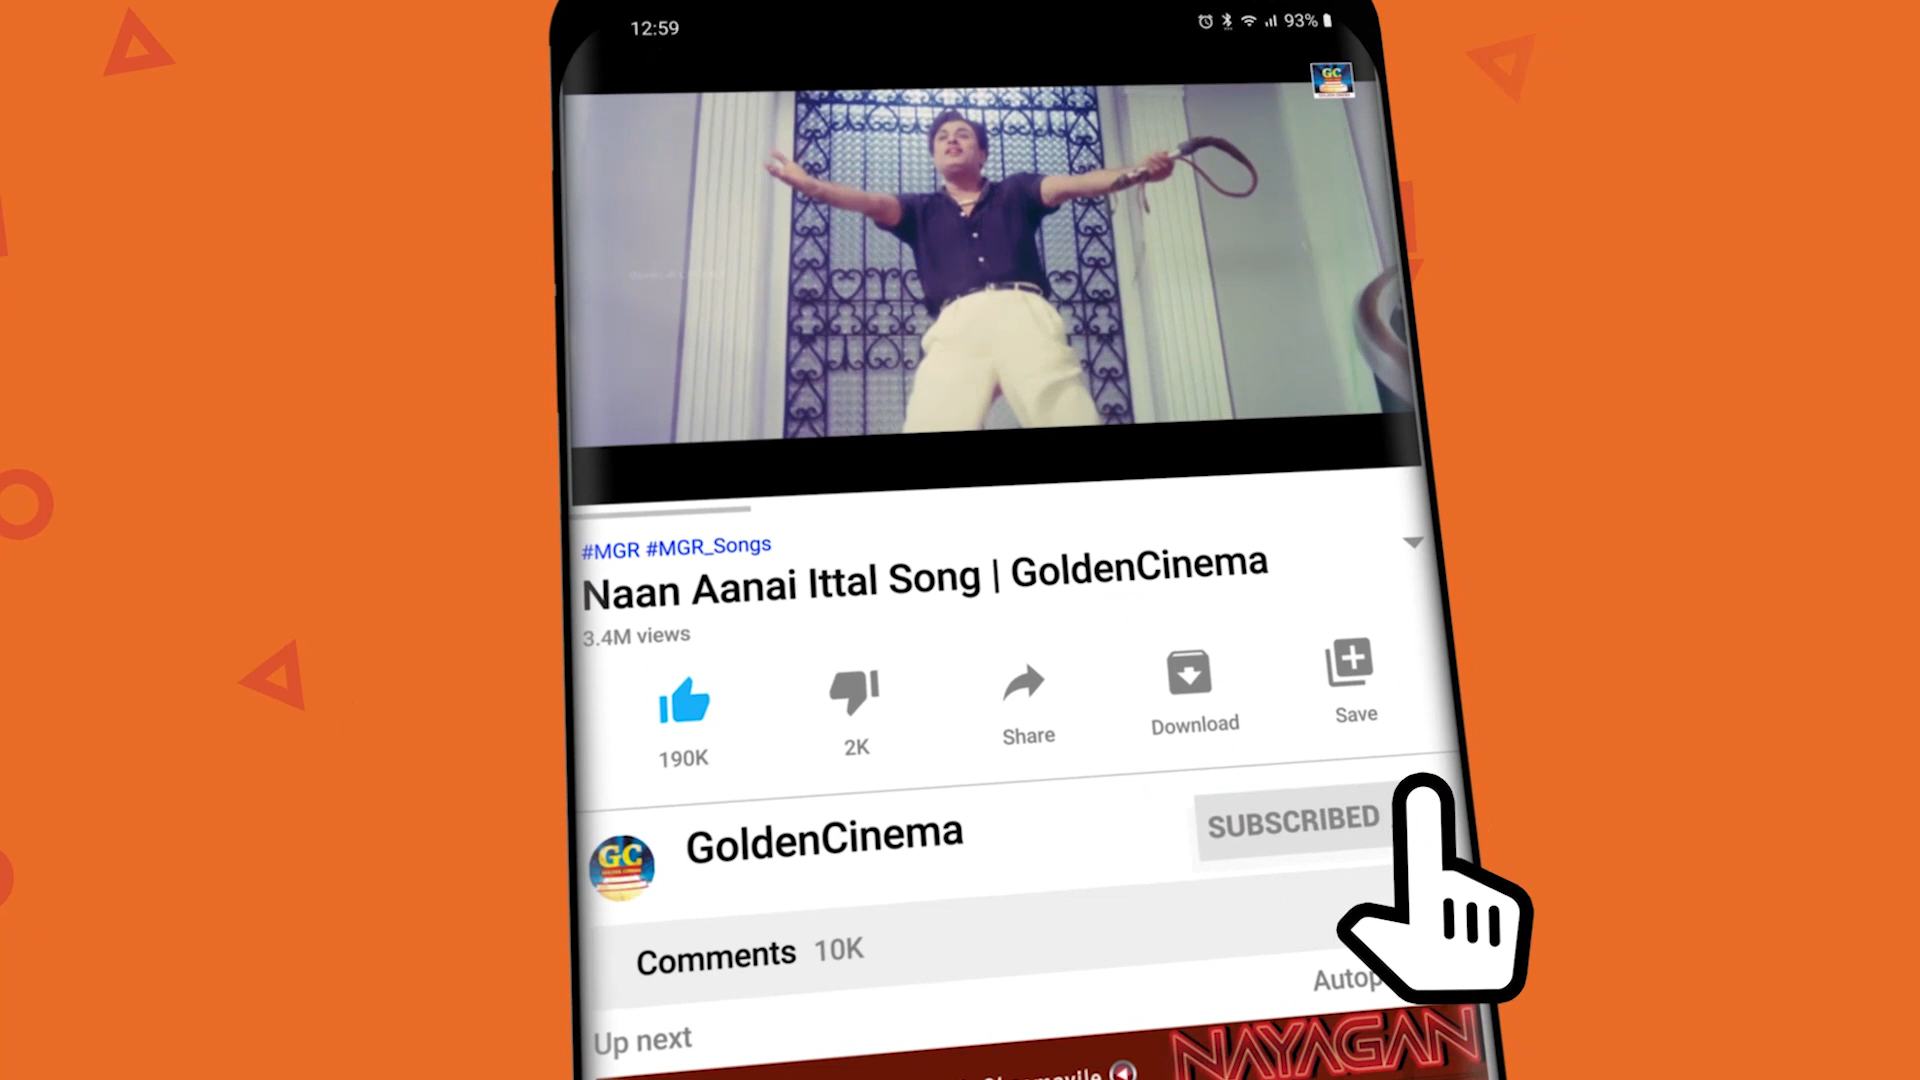 12:59
93%
GC
#MGR #MGR_Songs
Naan Aanai Ittal Song | GoldenCinema
3.4M views
190K
2K
Share
Download
Save
GC
GoldenCinema
SUBSCRIBED
Comments 10K
Up next
NAYAGAN